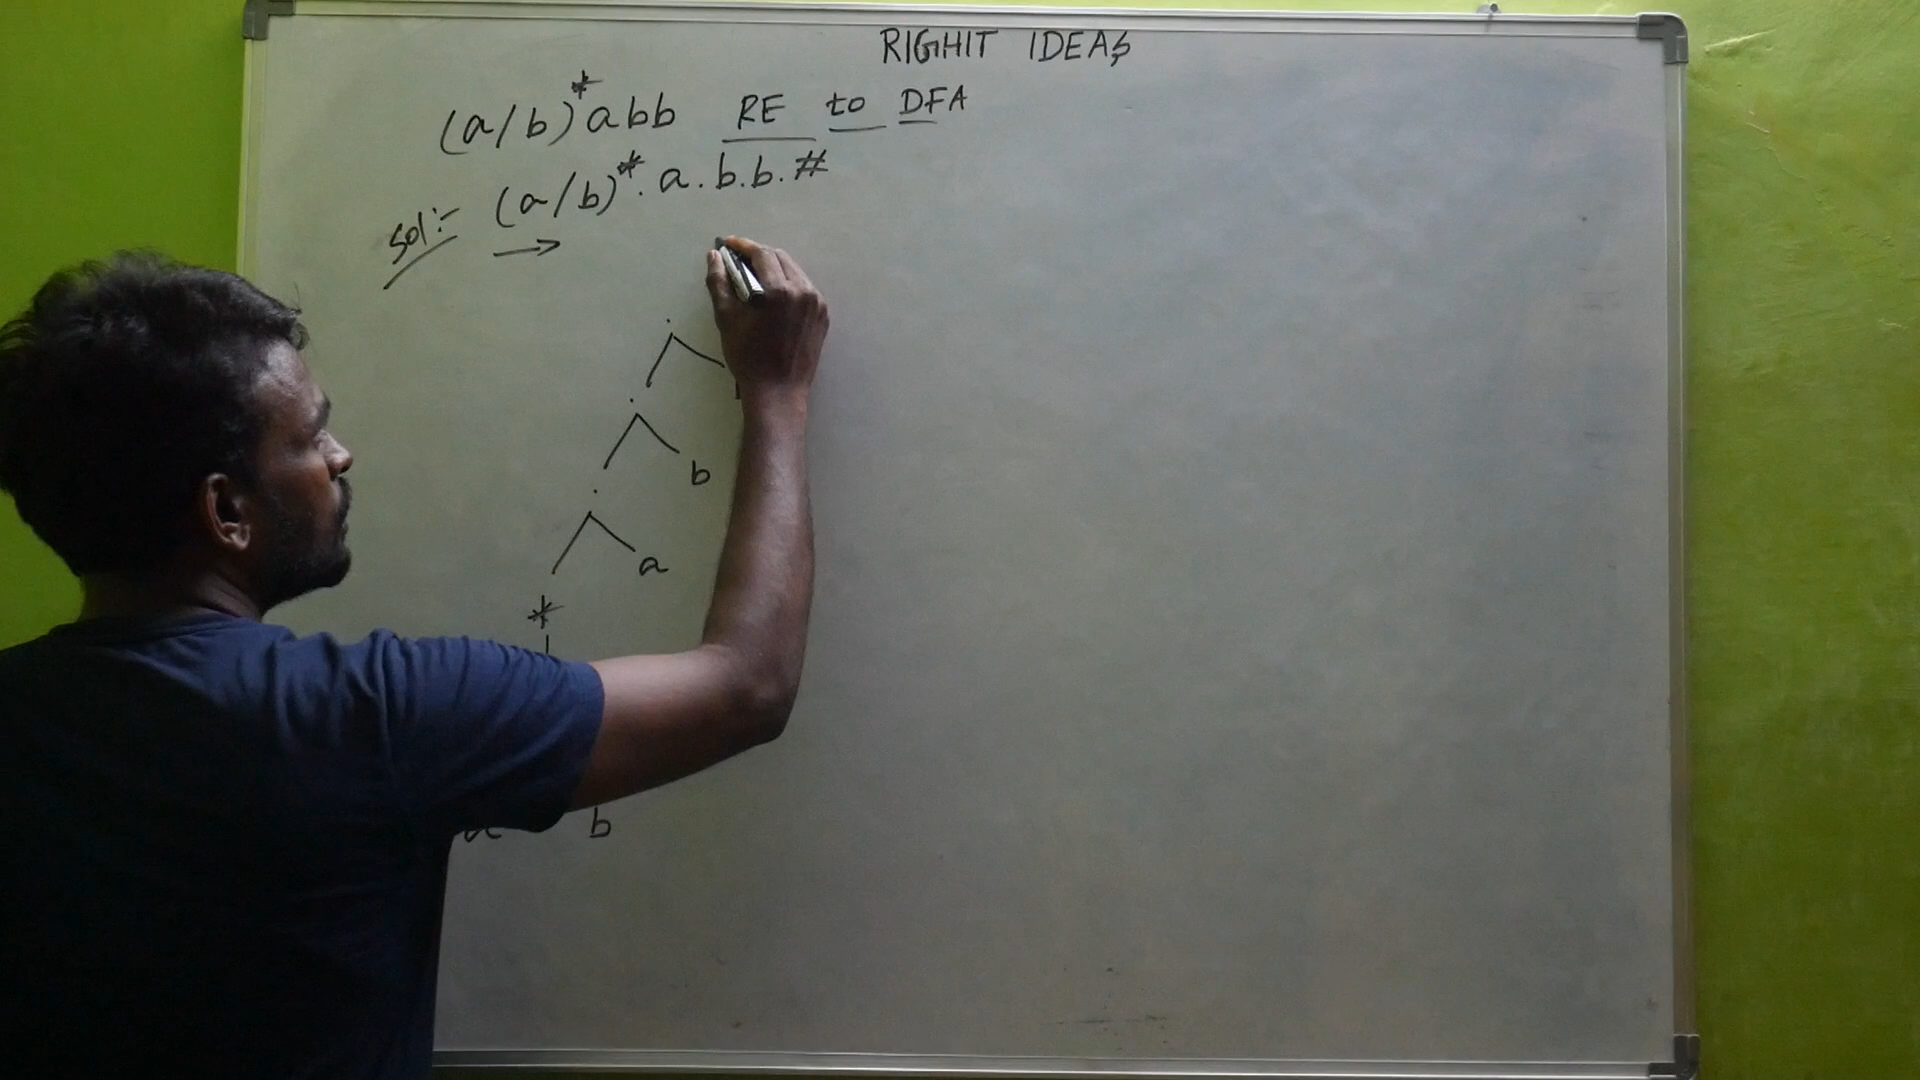 RIGHIT IDEAS
(a/b)*abb RE to DFA
Sol:- (a/b)*.a.b.b.#
→
.
.
b
.
a
*
b